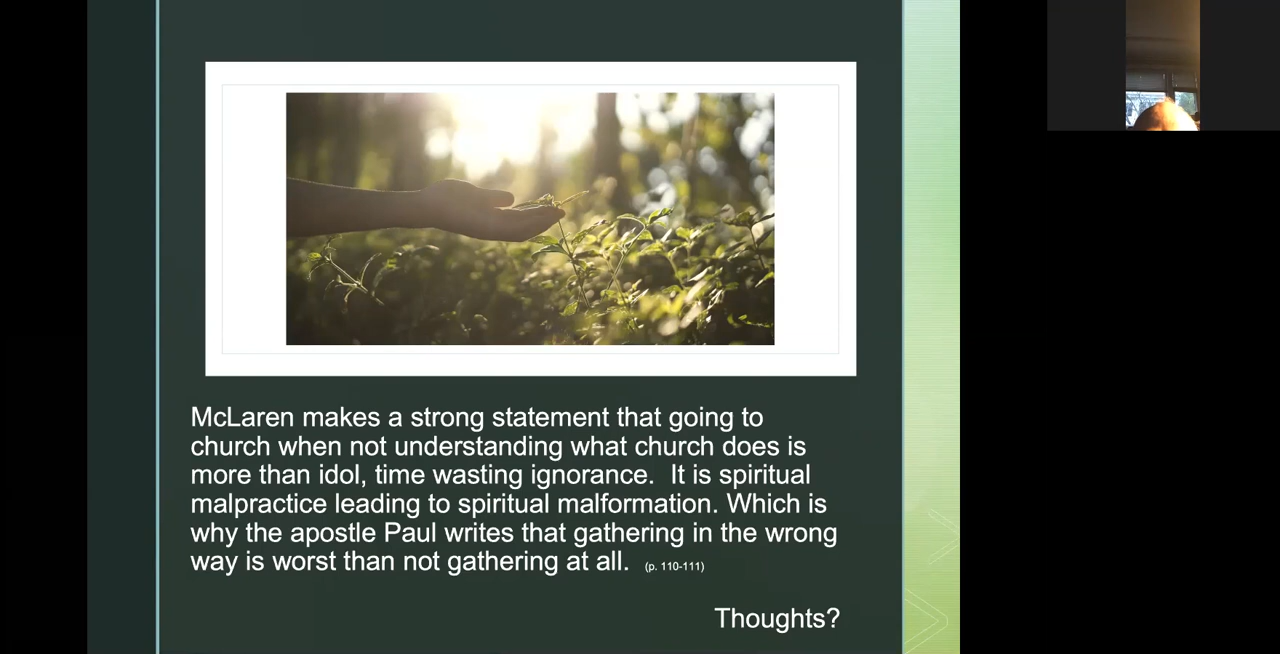 McLaren makes a strong statement that going to
church when not understanding what church does is
more than idol, time wasting ignorance.  It is spiritual
malpractice leading to spiritual malformation. Which is
why the apostle Paul writes that gathering in the wrong
way is worst than not gathering at all.  (p. 110-111)
Thoughts?